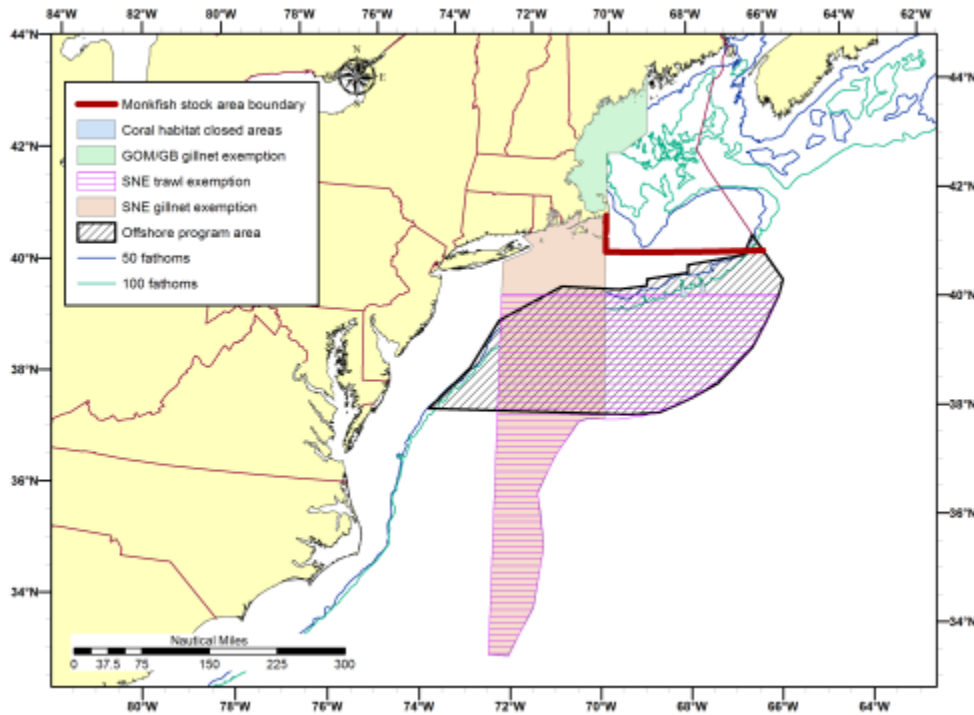 84°W 82°W 80°W 78°W 76°W 74°W 72°W 70°W 68°W 66°W 64°W 62°W
44°N
44°N
N
E
Monkfish stock area boundary
Coral habitat closed areas
GOM/GB gillnet exemption
SNE trawl exemption
SNE gillnet exemption
Offshore program area
50 fathoms
100 fathoms
42°N
42°N
40°N
40°N
38°N
38°N
36°N
36°N
34°N
34°N
Nautical Miles
0 37.5 75 150 225 300
80°W 78°W 76°W 74°W 72°W 70°W 68°W 66°W 64°W